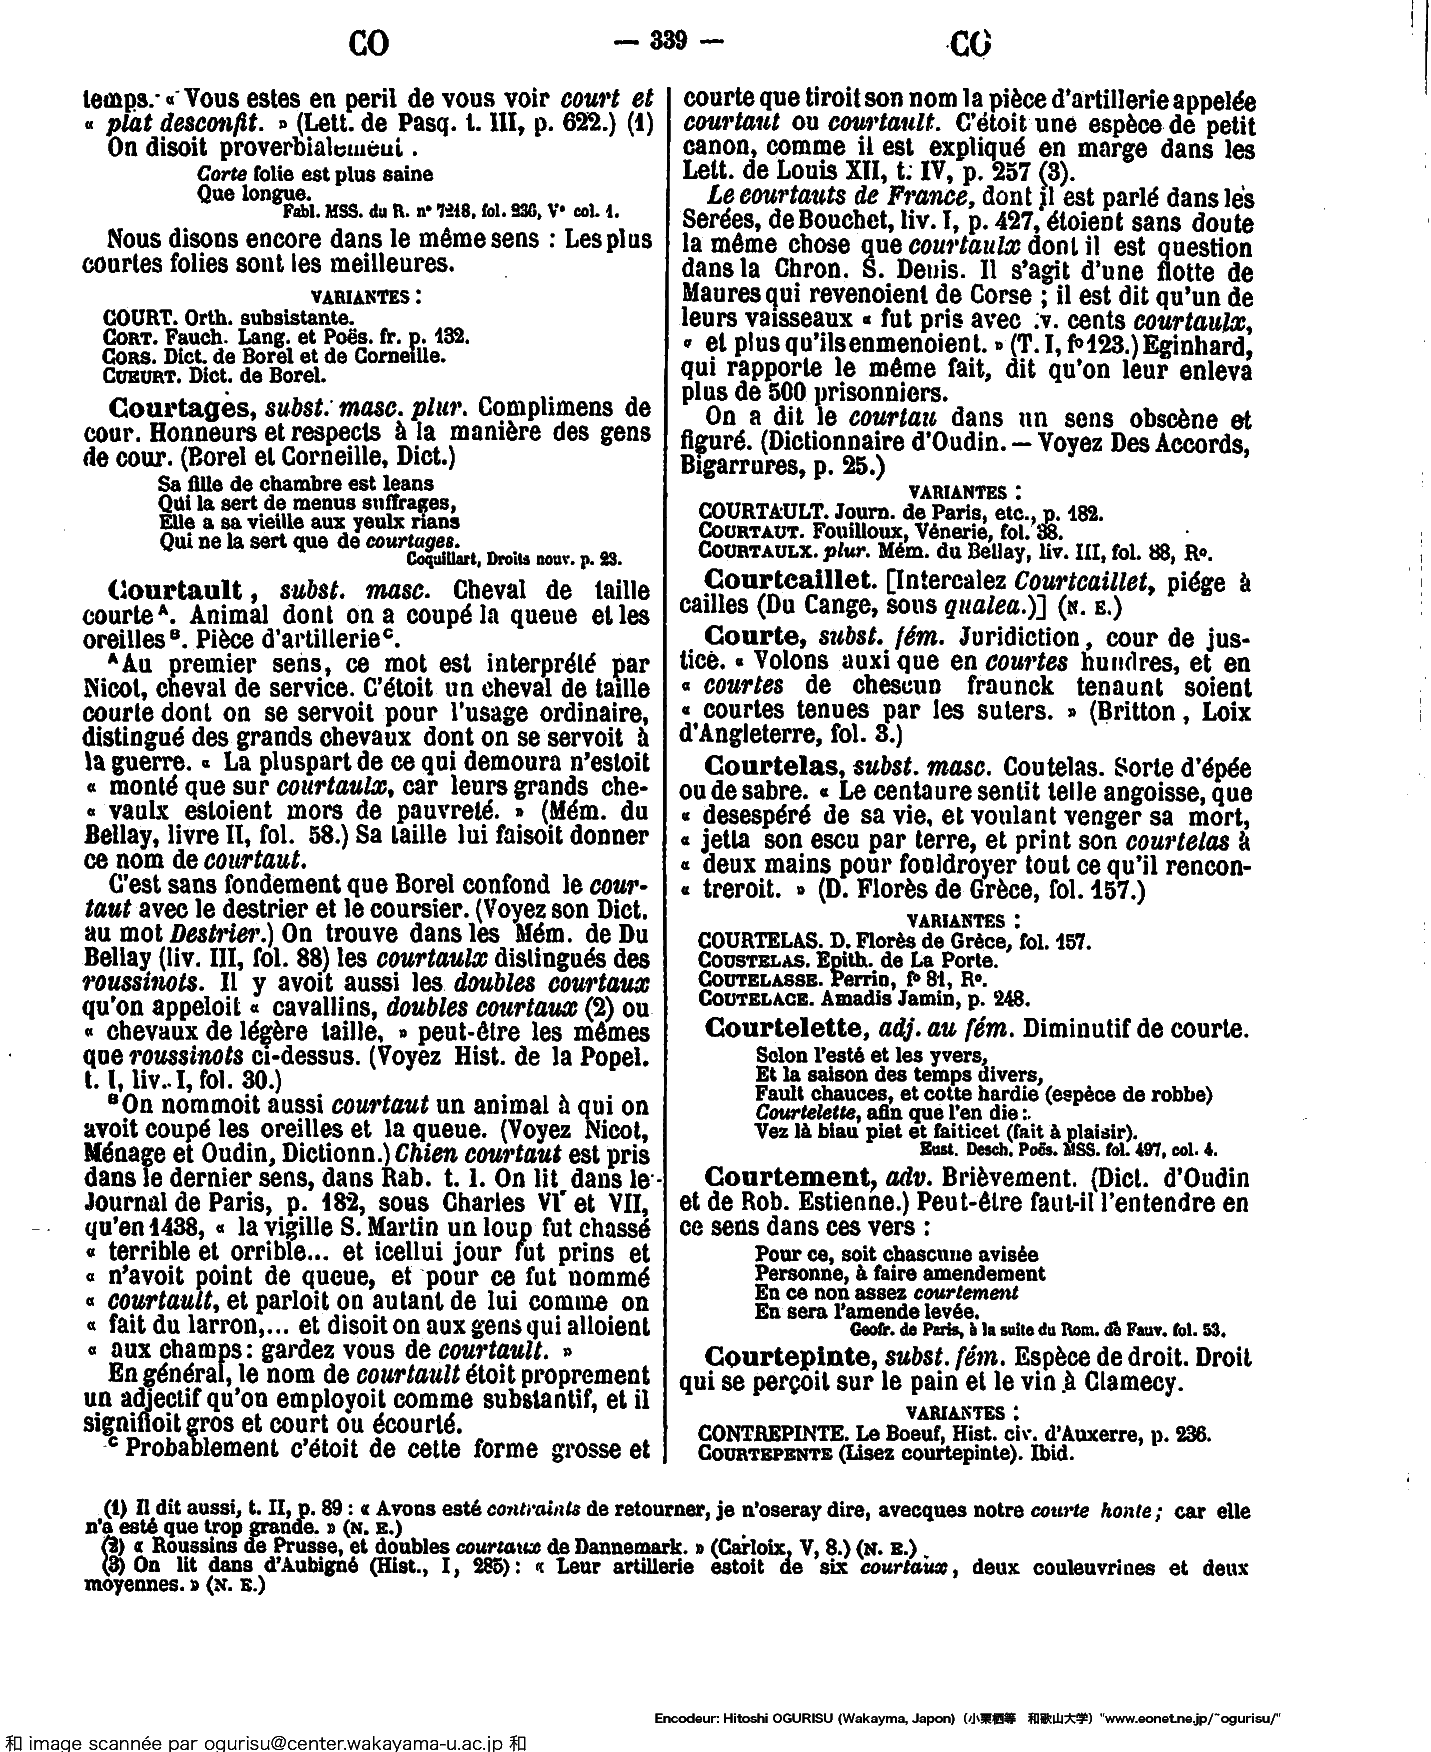 CO
— 339 —
CO
temps. « Vous estes en peril de vous voir court et
« plat desconfit. » (Lett. de Pasq. t. III, p. 622.) (1)
On disoit proverbialement.
Corte folie est plus saine
Que longue.
Fabl. MSS. du R. n° 7218, fol. 236, V° col. 1.
Nous disons encore dans le même sens : Les plus
courtes folies sont les meilleures.
VARIANTES :
COURT. Orth. subsistante.
CORT. Fauch. Lang. et Poës. fr. p. 132.
CORS. Dict. de Borel et de Corneille.
CUEURT. Dict. de Borel.
Courtages, subst. masc. plur. Complimens de
cour. Honneurs et respects à la manière des gens
de cour. (Borel et Corneille, Dict.)
Sa fille de chambre est leans
Qui la sert de menus suffrages,
Elle a sa vieille aux yeulx rians
Qui ne la sert que de courtages.
Coquillart, Droits nouv. p. 23.
Courtault, subst. masc. Cheval de taille
courte A. Animal dont on a coupé la queue et les
oreilles B. Pièce d'artillerie C.
A Au premier sens, ce mot est interprété par
Nicot, cheval de service. C'étoit un cheval de taille
courte dont on se servoit pour l'usage ordinaire,
distingué des grands chevaux dont on se servoit à
la guerre. « La pluspart de ce qui demoura n'estoit
« monté que sur courtaulx, car leurs grands che-
« vaulx estoient mors de pauvreté. » (Mém. du
Bellay, livre II, fol. 58.) Sa taille lui faisoit donner
ce nom de courtaut.
C'est sans fondement que Borel confond le cour-
taut avec le destrier et le coursier. (Voyez son Dict.
au mot Destrier.) On trouve dans les Mém. de Du
Bellay (liv. III, fol. 88) les courtaulx distingués des
roussinots. Il y avoit aussi les doubles courtaux
qu'on appeloit « cavallins, doubles courtaux (2) ou
« chevaux de légère taille, » peut-être les mêmes
que roussinots ci-dessus. (Voyez Hist. de la Popel.
t. I, liv. I, fol. 30.)
B On nommoit aussi courtaut un animal à qui on
avoit coupé les oreilles et la queue. (Voyez Nicot,
Ménage et Oudin, Dictionn.) Chien courtaut est pris
dans le dernier sens, dans Rab. t. I. On lit dans le
Journal de Paris, p. 182, sous Charles VI et VII,
qu'en 1438, « la vigille S. Martin un loup fut chassé
« terrible et orrible... et icellui jour fut prins et
« n'avoit point de queue, et pour ce fut nommé
« courtault, et parloit on autant de lui comme on
« fait du larron,... et disoit on aux gens qui alloient
« aux champs : gardez vous de courtault. »
En général, le nom de courtault étoit proprement
un adjectif qu'on employoit comme substantif, et il
signifioit gros et court ou écourté.
C Probablement c'étoit de cette forme grosse et
courte que tiroit son nom la pièce d'artillerie appelée
courtaut ou courtault. C'étoit une espèce de petit
canon, comme il est expliqué en marge dans les
Lett. de Louis XII, t. IV, p. 257 (3).
Le courtauts de France, dont il est parlé dans les
Serées, de Bouchet, liv. I, p. 427, étoient sans doute
la même chose que courtaulx dont il est question
dans la Chron. S. Denis. Il s'agit d'une flotte de
Maures qui revenoient de Corse ; il est dit qu'un de
leurs vaisseaux « fut pris avec .v. cents courtaulx,
« et plus qu'ils enmenoient. » (T. I, f° 123.) Eginhard,
qui rapporte le même fait, dit qu'on leur enleva
plus de 500 prisonniers.
On a dit le courtau dans un sens obscène et
figuré. (Dictionnaire d'Oudin. — Voyez Des Accords,
Bigarrures, p. 25.)
VARIANTES :
COURTAULT. Journ. de Paris, etc., p. 182.
COURTAUT. Fouilloux, Vénerie, fol. 38.
COURTAULX. plur. Mém. du Bellay, liv. III, fol. 88, R°.
Courtcaillet. [Intercalez Courtcaillet, piége à
cailles (Du Cange, sous qualea.)] (N. E.)
Courte, subst. fém. Juridiction, cour de jus-
tice. « Volons auxi que en courtes hundres, et en
« courtes de chescun fraunck tenaunt soient
« courtes tenues par les suters. » (Britton, Loix
d'Angleterre, fol. 3.)
Courtelas, subst. masc. Coutelas. Sorte d'épée
ou de sabre. « Le centaure sentit telle angoisse, que
« desespéré de sa vie, et voulant venger sa mort,
« jetta son escu par terre, et print son courtelas à
« deux mains pour fouldroyer tout ce qu'il rencon-
« treroit. » (D. Florès de Grèce, fol. 157.)
VARIANTES :
COURTELAS. D. Florès de Grèce, fol. 157.
COUSTELAS. Epith. de La Porte.
COUTELASSE. Perrin, f° 81, R°.
COUTELACE. Amadis Jamin, p. 248.
Courtelette, adj. au fém. Diminutif de courte.
Selon l'esté et les yvers,
Et la saison des temps divers,
Fault chauces, et cotte hardie (espèce de robbe)
Courtelette, afin que l'en die :
Vez là biau piet et faiticet (fait à plaisir).
Eust. Desch. Poës. MSS. fol. 497, col. 4.
Courtement, adv. Brièvement. (Dict. d'Oudin
et de Rob. Estienne.) Peut-être faut-il l'entendre en
ce sens dans ces vers :
Pour ce, soit chascune avisée
Personne, à faire amendement
En ce non assez courtement
En sera l'amende levée.
Geofr. de Paris, à la suite du Rom. de Fauv. fol. 53.
Courtepinte, subst. fém. Espèce de droit. Droit
qui se perçoit sur le pain et le vin à Clamecy.
VARIANTES :
CONTREPINTE. Le Boeuf, Hist. civ. d'Auxerre, p. 236.
COURTEPENTE (Lisez courtepinte). Ibid.
(1) Il dit aussi, t. II, p. 89 : « Avons esté contraints de retourner, je n'oseray dire, avecques notre courte honte ; car elle
n'a esté que trop grande. » (N. E.)
(2) « Roussins de Prusse, et doubles courtaux de Dannemark. » (Carloix, V, 8.) (N. E.)
(3) On lit dans d'Aubigné (Hist., I, 285) : « Leur artillerie estoit de six courtaux, deux couleuvrines et deux
moyennes. » (N. E.)
Encodeur: Hitoshi OGURISU (Wakayma, Japon) (小栗栖等 和歌山大学) "www.eonet.ne.jp/~ogurisu/"
和 image scannée par ogurisu@center.wakayama-u.ac.jp 和